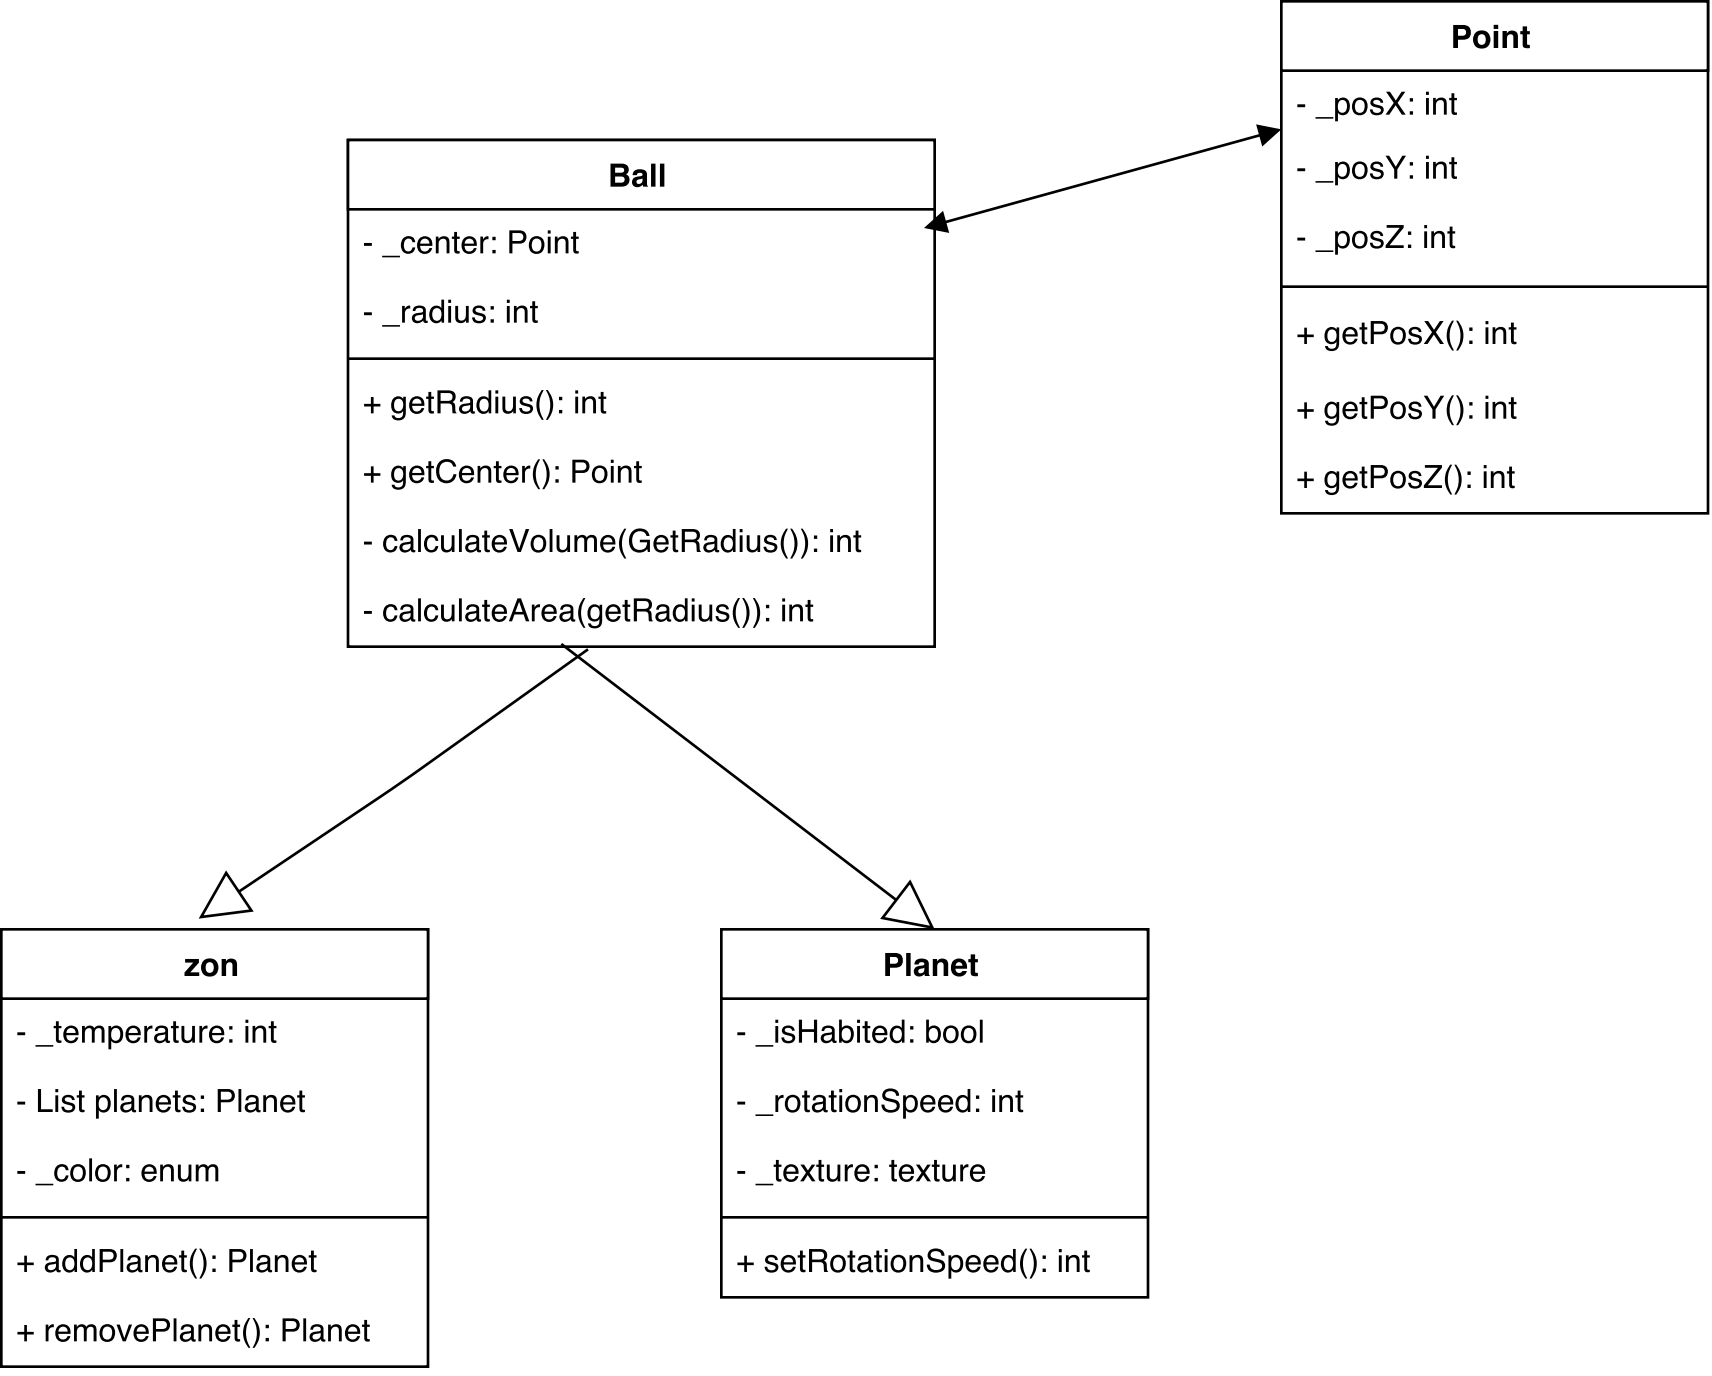 Point
- _posX: int
- _posY: int
- _posZ: int
+ getPosX(): int
+ getPosY(): int
+ getPosZ(): int
Ball
- _center: Point
- _radius: int
+ getRadius(): int
+ getCenter(): Point
- calculateVolume(GetRadius()): int
- calculateArea(getRadius()): int
zon
- _temperature: int
- List planets: Planet
- _color: enum
+ addPlanet(): Planet
+ removePlanet(): Planet
Planet
- _isHabited: bool
- _rotationSpeed: int
- _texture: texture
+ setRotationSpeed(): int